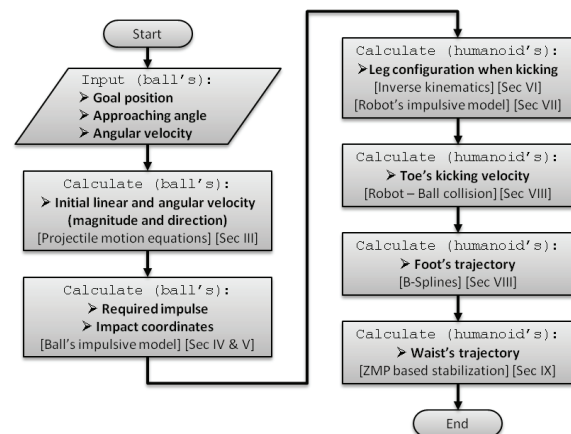 Start
Input (ball's):
➢ Goal position
➢ Approaching angle
➢ Angular velocity
Calculate (ball's):
➢ Initial linear and angular velocity
(magnitude and direction)
[Projectile motion equations] [Sec III]
Calculate (ball's):
➢ Required impulse
➢ Impact coordinates
[Ball's impulsive model] [Sec IV & V]
Calculate (humanoid's):
➢Leg configuration when kicking
[Inverse kinematics] [Sec VI]
[Robot's impulsive model] [Sec VII]
Calculate (humanoid's):
➢ Toe's kicking velocity
[Robot – Ball collision] [Sec VIII]
Calculate (humanoid's):
➢ Foot's trajectory
[B-Splines] [Sec VIII]
Calculate (humanoid's):
➢ Waist's trajectory
[ZMP based stabilization] [Sec IX]
End